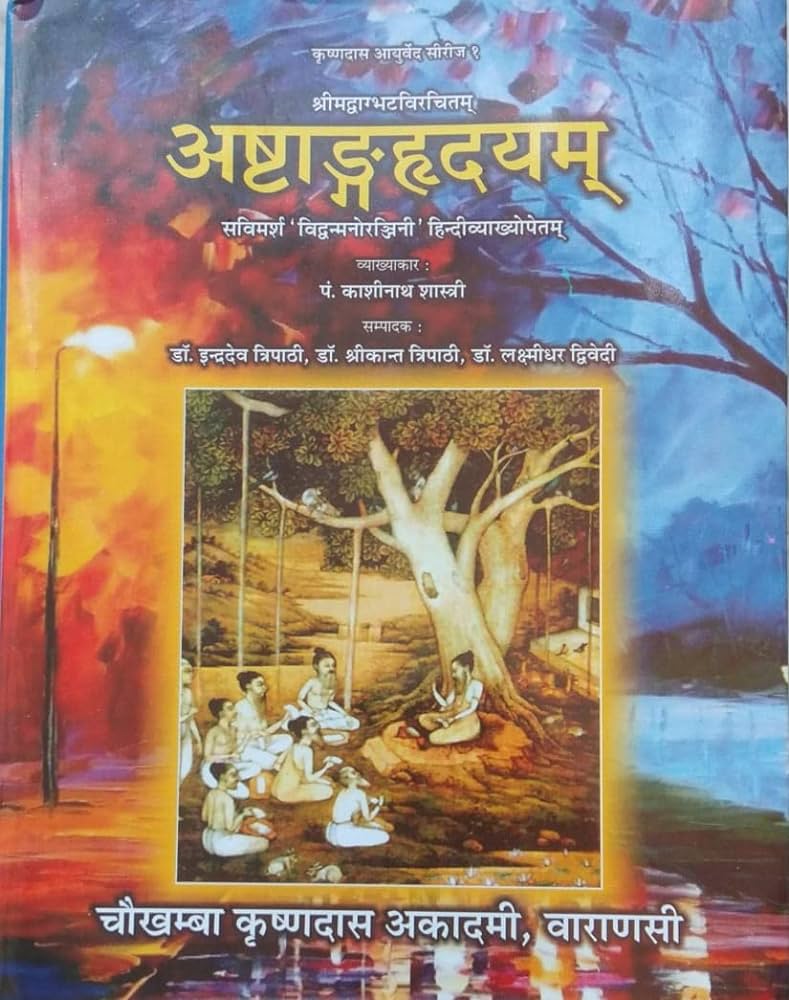 कृष्णदास आयुर्वेद सीरीज १
श्रीमद्वाग्भटविरचितम्
अष्टाङ्गहृदयम्
सविमर्श 'विद्वन्मनोरञ्जिनी' हिन्दीव्याख्योपेतम्
व्याख्याकार :
पं. काशीनाथ शास्त्री
सम्पादक :
डॉ. इन्द्रदेव त्रिपाठी, डॉ. श्रीकान्त त्रिपाठी, डॉ. लक्ष्मीधर द्विवेदी
चौखम्बा कृष्णदास अकादमी, वाराणसी